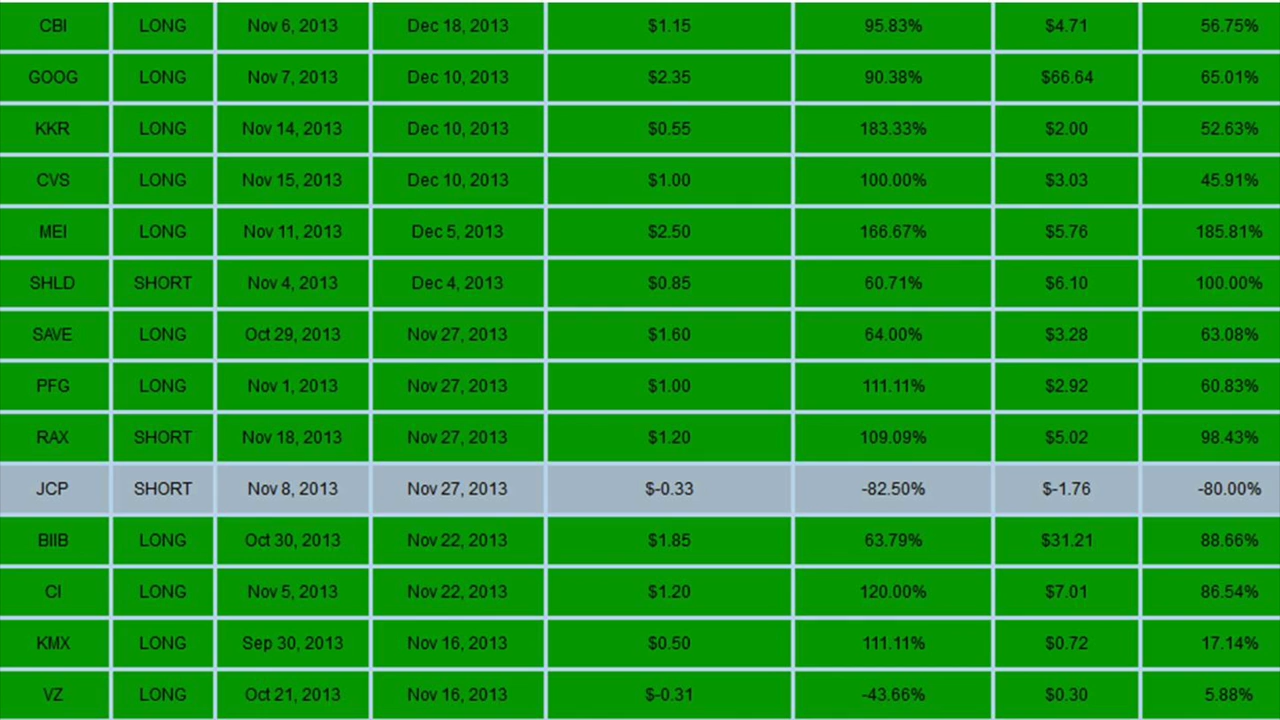 CBI LONG Nov 6, 2013 Dec 18, 2013 $1.15 95.83% $4.71 56.75%
GOOG LONG Nov 7, 2013 Dec 10, 2013 $2.35 90.38% $66.64 65.01%
KKR LONG Nov 14, 2013 Dec 10, 2013 $0.55 183.33% $2.00 52.63%
CVS LONG Nov 15, 2013 Dec 10, 2013 $1.00 100.00% $3.03 45.91%
MEI LONG Nov 11, 2013 Dec 5, 2013 $2.50 166.67% $5.76 185.81%
SHLD SHORT Nov 4, 2013 Dec 4, 2013 $0.85 60.71% $6.10 100.00%
SAVE LONG Oct 29, 2013 Nov 27, 2013 $1.60 64.00% $3.28 63.08%
PFG LONG Nov 1, 2013 Nov 27, 2013 $1.00 111.11% $2.92 60.83%
RAX SHORT Nov 18, 2013 Nov 27, 2013 $1.20 109.09% $5.02 98.43%
JCP SHORT Nov 8, 2013 Nov 27, 2013 $-0.33 -82.50% $-1.76 -80.00%
BIIB LONG Oct 30, 2013 Nov 22, 2013 $1.85 63.79% $31.21 88.66%
CI LONG Nov 5, 2013 Nov 22, 2013 $1.20 120.00% $7.01 86.54%
KMX LONG Sep 30, 2013 Nov 16, 2013 $0.50 111.11% $0.72 17.14%
VZ LONG Oct 21, 2013 Nov 16, 2013 $-0.31 -43.66% $0.30 5.88%